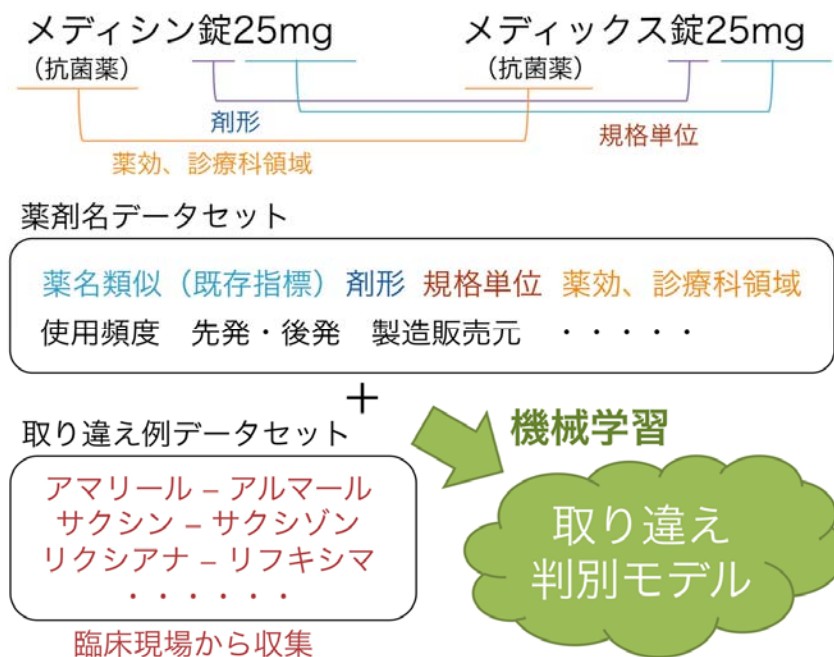 メディシン錠25mg メディックス錠25mg
(抗菌薬) (抗菌薬)
剤形
規格単位
薬効、診療科領域
薬剤名データセット
薬名類似(既存指標) 剤形 規格単位 薬効、診療科領域
使用頻度 先発・後発 製造販売元 ・・・・・
+
取り違え例データセット
機械学習
アマリール – アルマール
サクシン – サクシゾン
リクシアナ – リフキシマ
・・・・・・
取り違え
判別モデル
臨床現場から収集